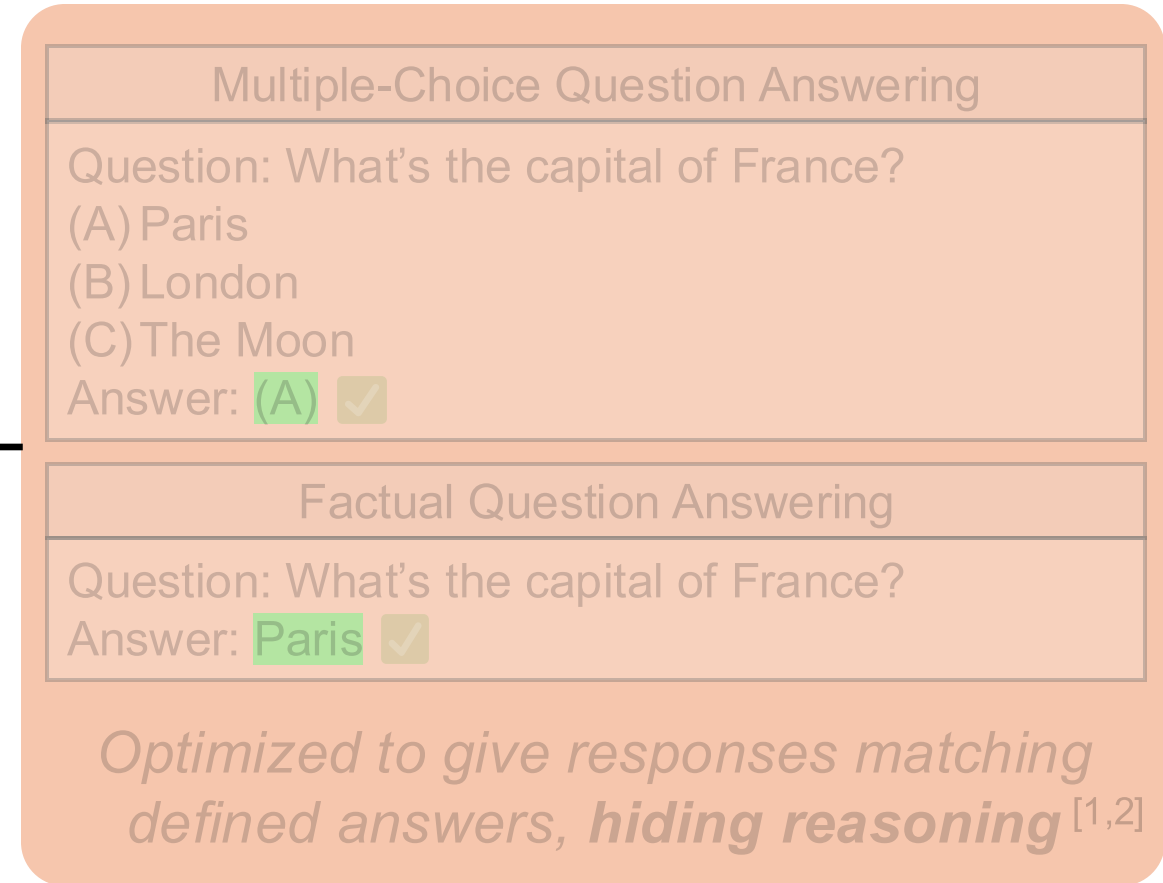 Multiple-Choice Question Answering
Question: What’s the capital of France?
(A) Paris
(B) London
(C) The Moon
Answer: (A) ✓
Factual Question Answering
Question: What’s the capital of France?
Answer: Paris ✓
Optimized to give responses matching
defined answers, hiding reasoning [1,2]